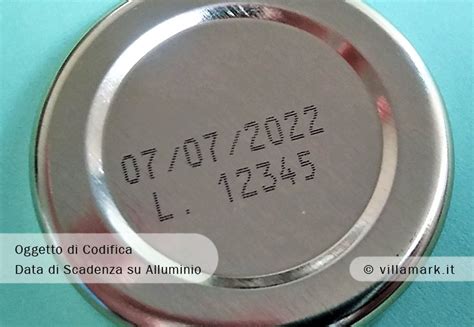 07/07/2022
L. 12345
Oggetto di Codifica
Data di Scadenza su Alluminio
© villamark.it